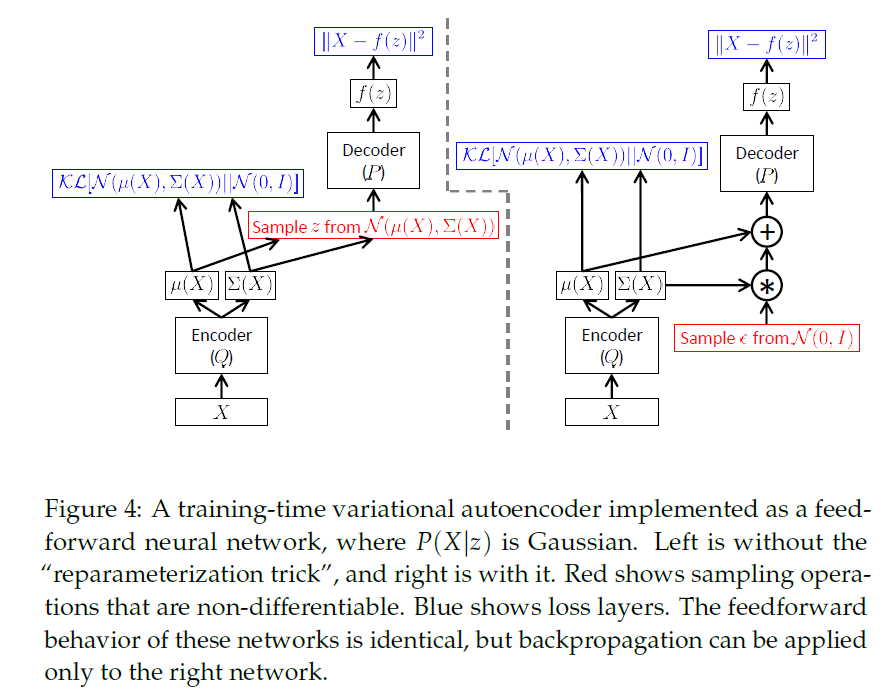 ‖X − f(z)‖²
f(z)
Decoder
(P)
𝒦ℒ[𝒩(μ(X), Σ(X))||𝒩(0, I)]
Sample z from 𝒩(μ(X), Σ(X))
μ(X)
Σ(X)
Encoder
(Q)
X
‖X − f(z)‖²
f(z)
Decoder
(P)
𝒦ℒ[𝒩(μ(X), Σ(X))||𝒩(0, I)]
+
μ(X)
Σ(X)
*
Encoder
(Q)
Sample ϵ from 𝒩(0, I)
X
Figure 4: A training-time variational autoencoder implemented as a feed-
forward neural network, where P(X|z) is Gaussian. Left is without the
“reparameterization trick”, and right is with it. Red shows sampling opera-
tions that are non-differentiable. Blue shows loss layers. The feedforward
behavior of these networks is identical, but backpropagation can be applied
only to the right network.